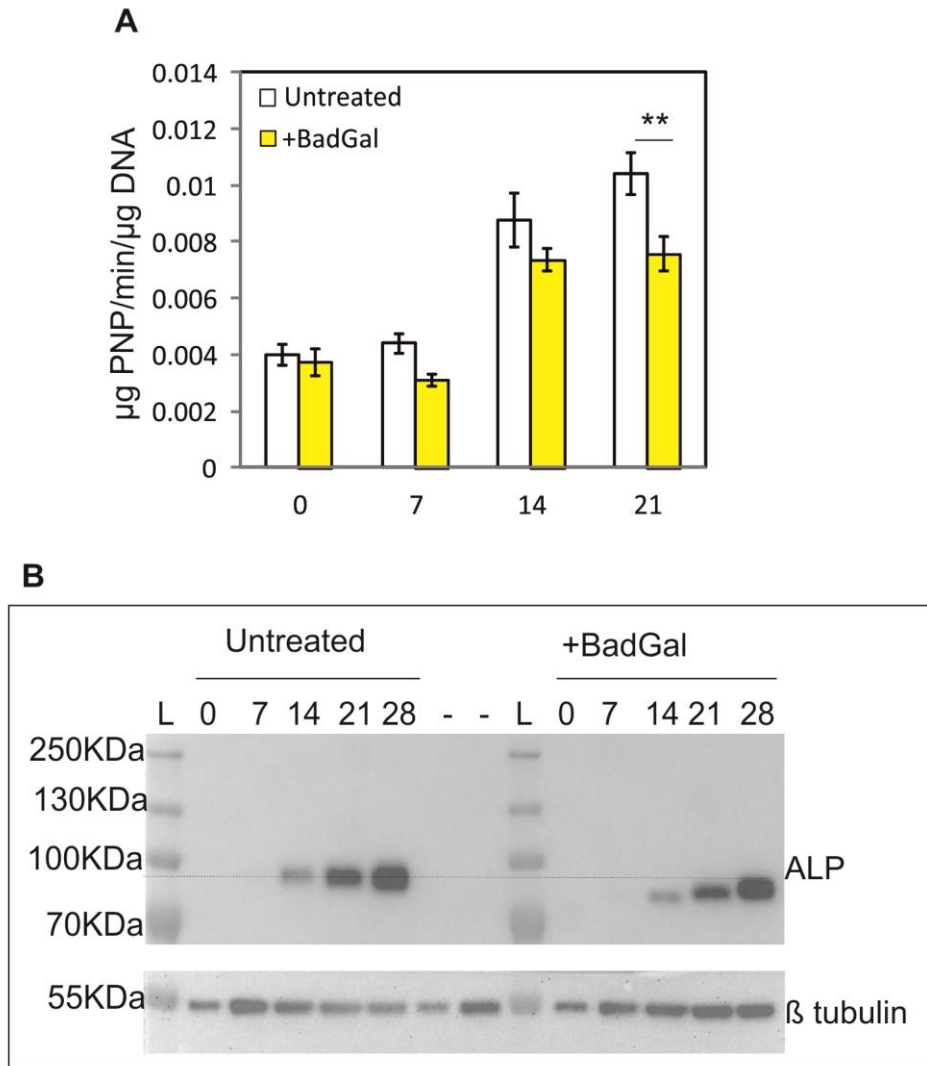 A
µg PNP/min/µg DNA
0.014
0.012
0.01
0.008
0.006
0.004
0.002
0
Untreated
+BadGal
**
0 7 14 21
B
Untreated +BadGal
L 0 7 14 21 28 - - L 0 7 14 21 28
250KDa
130KDa
100KDa
ALP
70KDa
55KDa
ß tubulin